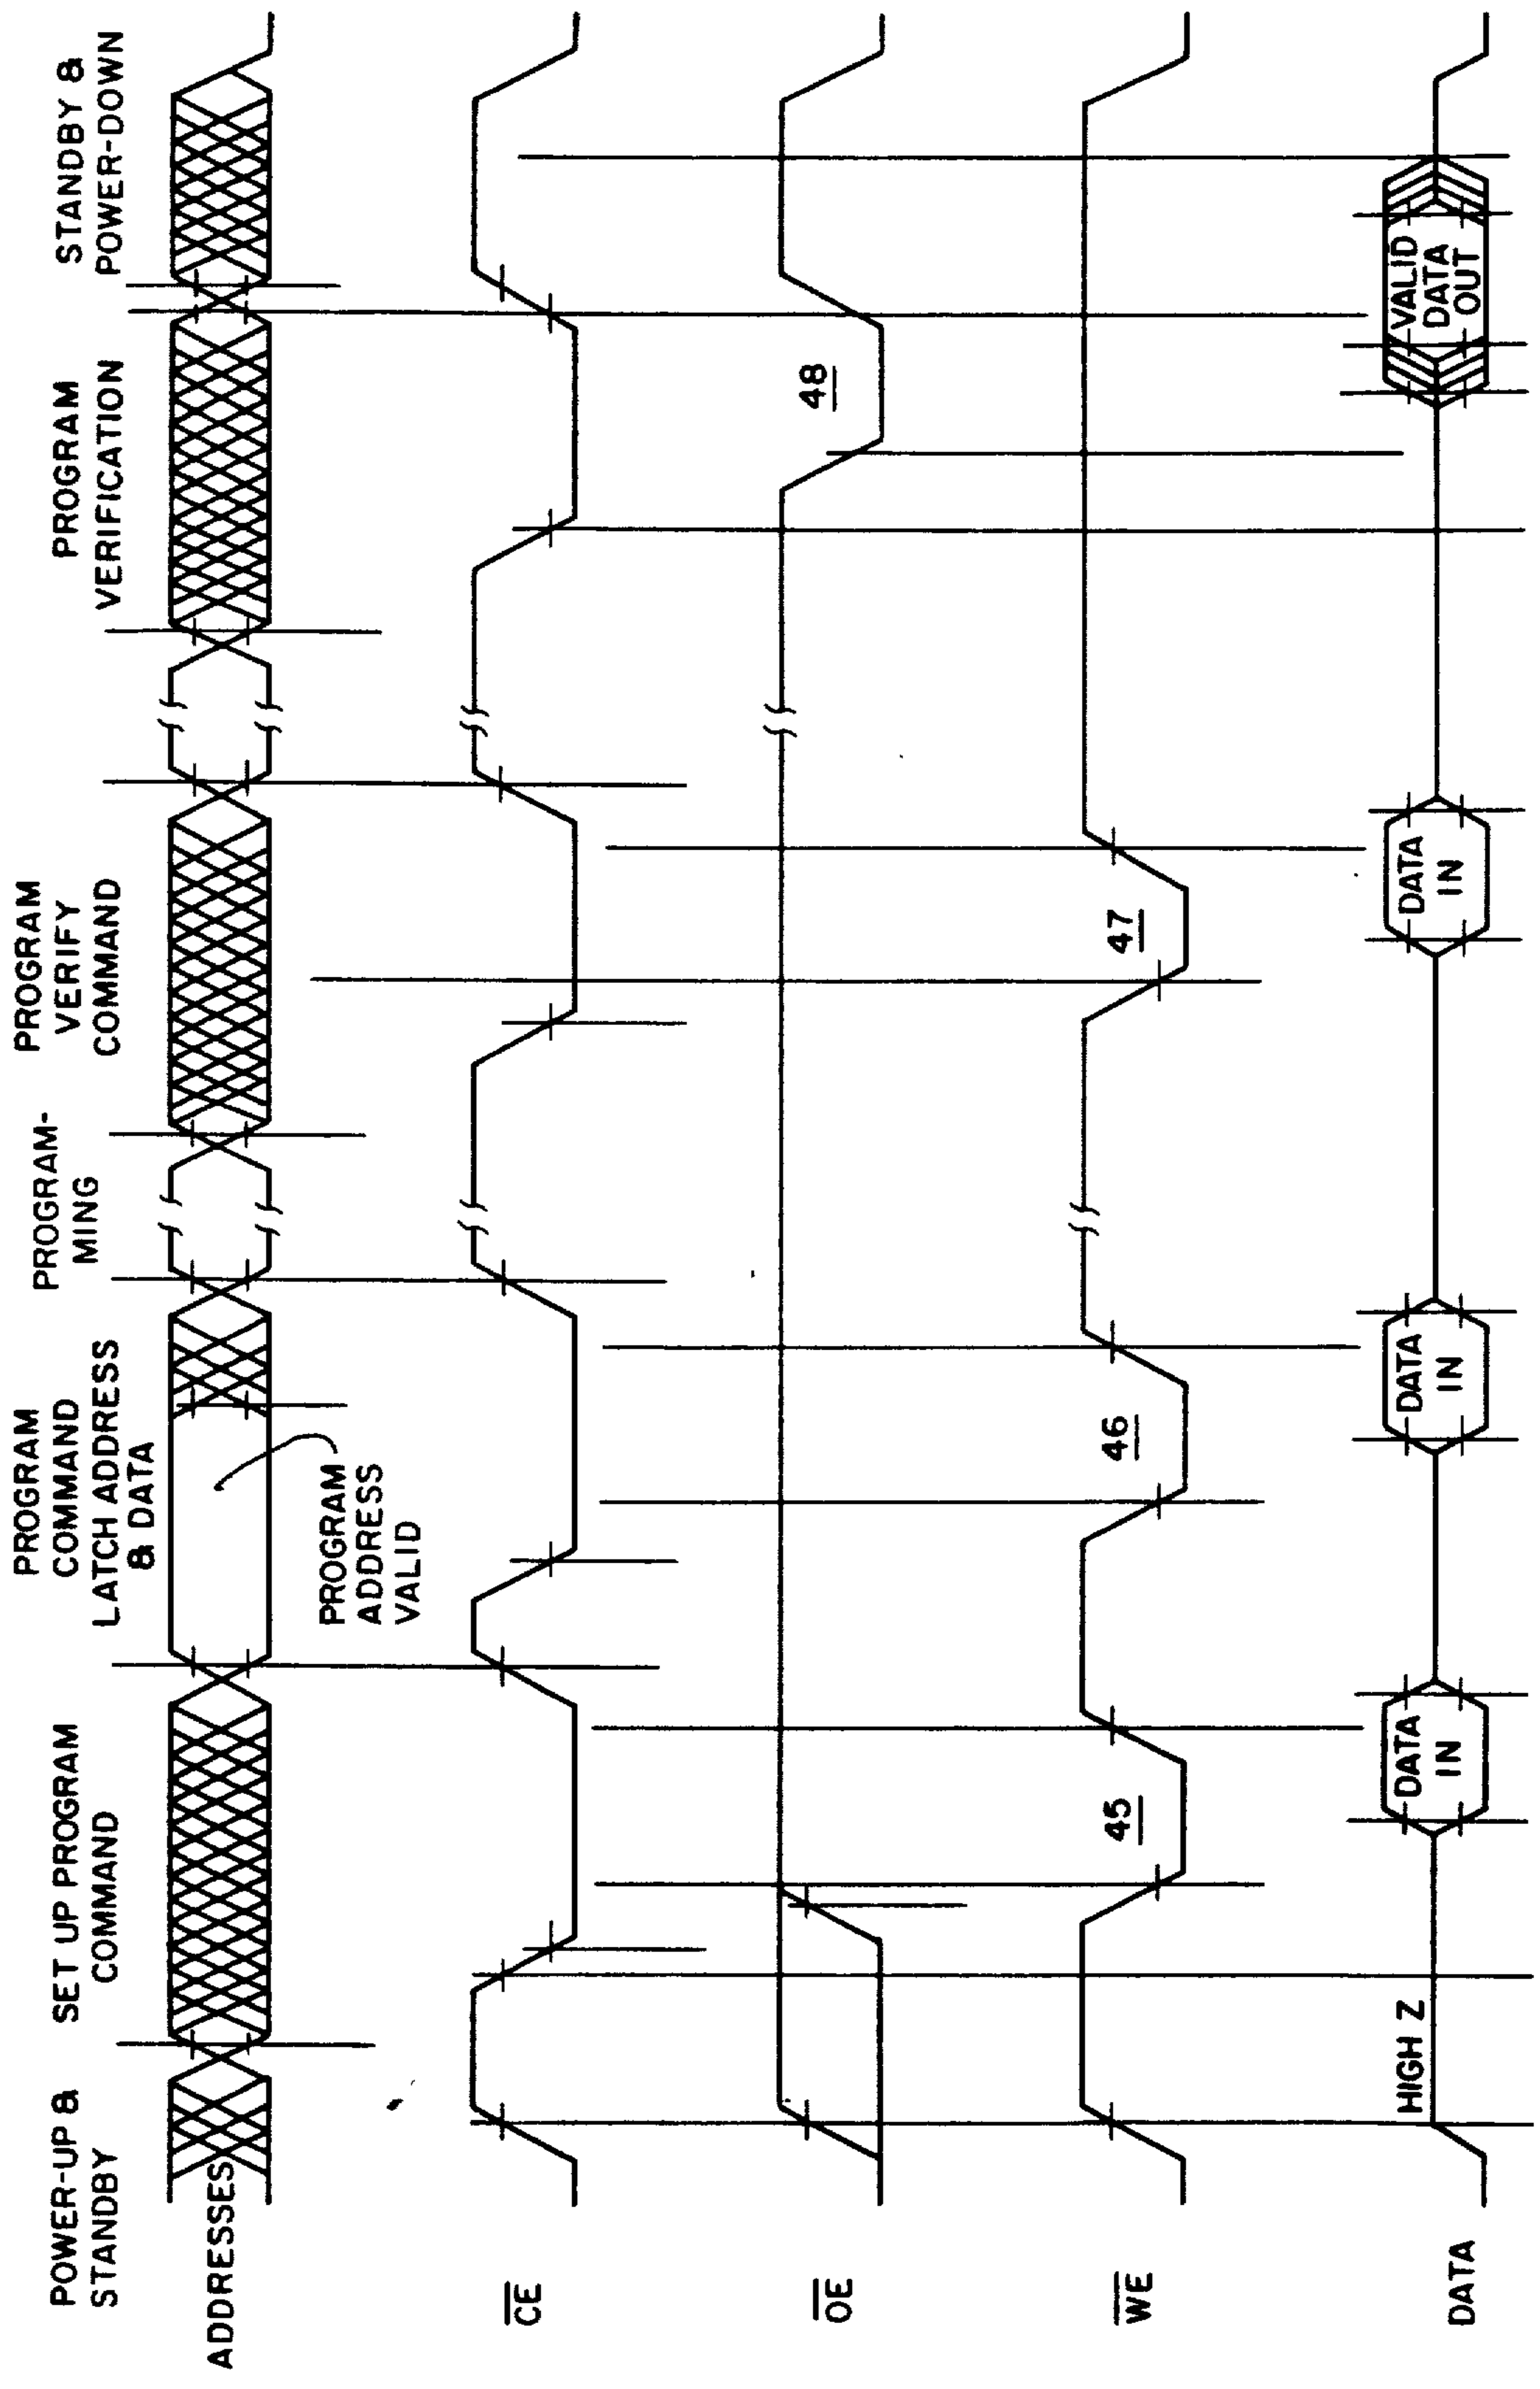 POWER-UP &
STANDBY
SET UP PROGRAM
COMMAND
PROGRAM
COMMAND
LATCH ADDRESS
& DATA
PROGRAM-
MING
PROGRAM
VERIFY
COMMAND
PROGRAM
VERIFICATION
STANDBY &
POWER-DOWN
ADDRESSES
PROGRAM
ADDRESS
VALID
CE
OE
48
WE
45
46
47
DATA
HIGH Z
DATA
IN
DATA
IN
DATA
IN
VALID
DATA
OUT